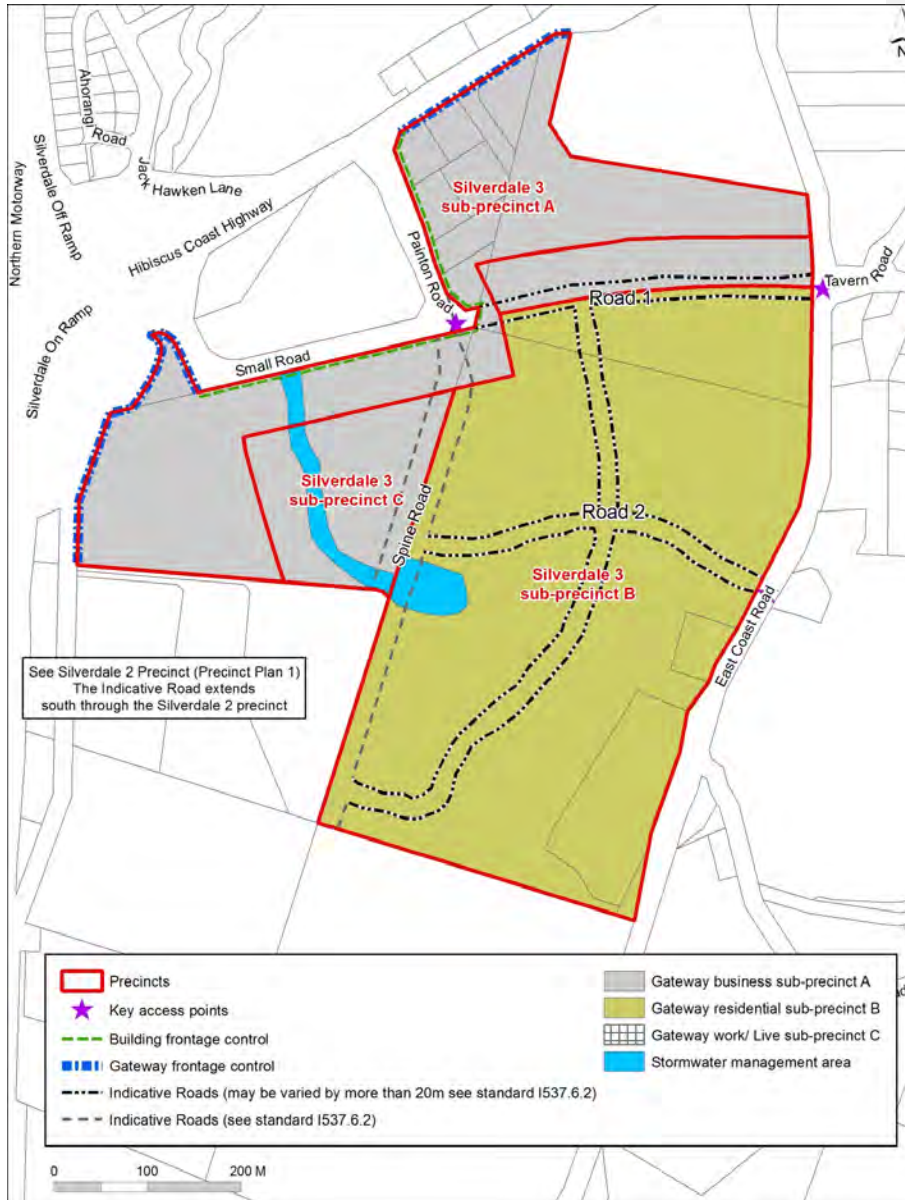 N
Ahorangi
Road
Silverdale Off Ramp
Jack Hawken Lane
Northern Motorway
Hibiscus Coast Highway
Silverdale On Ramp
Silverdale 3
sub-precinct A
Painton Road
Tavern Road
Road 1
Small Road
Silverdale 3
sub-precinct C
Spine Road
Road 2
Silverdale 3
sub-precinct B
East Coast Road
See Silverdale 2 Precinct (Precinct Plan 1)
The Indicative Road extends
south through the Silverdale 2 precinct
Precincts
Key access points
Building frontage control
Gateway frontage control
Indicative Roads (may be varied by more than 20m see standard I537.6.2)
Indicative Roads (see standard I537.6.2)
Gateway business sub-precinct A
Gateway residential sub-precinct B
Gateway work/ Live sub-precinct C
Stormwater management area
0 100 200 M